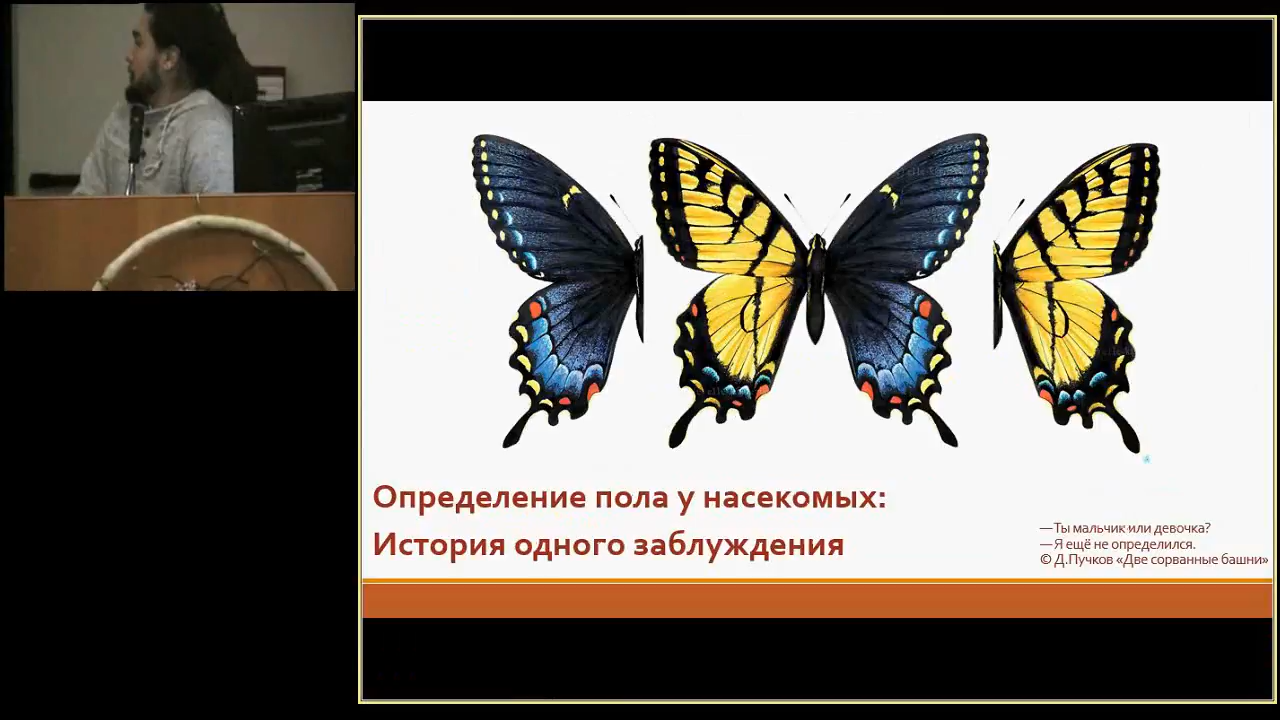 Определение пола у насекомых:
История одного заблуждения
—Ты мальчик или девочка?
—Я ещё не определился.
© Д.Пучков «Две сорванные башни»